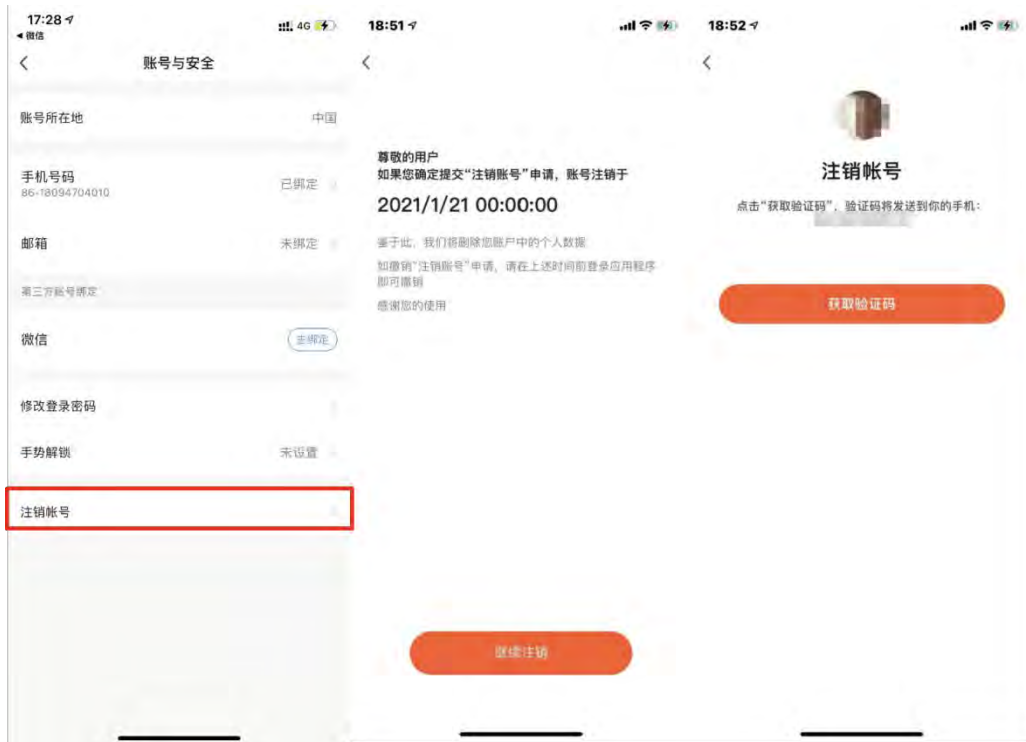 17:28
4G
微信
账号与安全
账号所在地
中国
手机号码
已绑定
86-18094704010
邮箱
未绑定
第三方账号绑定
微信
未绑定
修改登录密码
手势解锁
未设置
注销帐号
18:51
尊敬的用户
如果您确定提交“注销账号”申请，账号注销于
2021/1/21 00:00:00
鉴于此，我们将删除您账户中的个人数据
如撤销“注销账号”申请，请在上述时间前登录应用程序
即可撤销
感谢您的使用
继续注销
18:52
注销帐号
点击“获取验证码”，验证码将发送到你的手机：
获取验证码